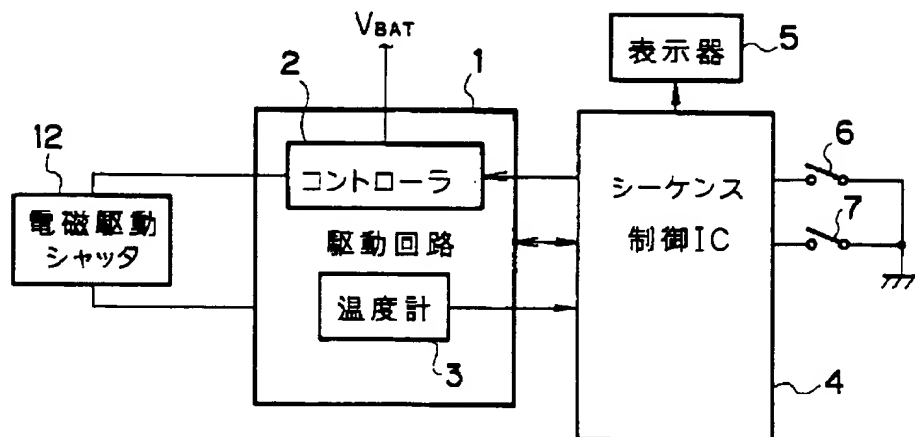 VBAT
表示器
5
2
1
12
コントローラ
シーケンス
制御IC
6
7
電磁駆動
シャッタ
駆動回路
温度計
3
4